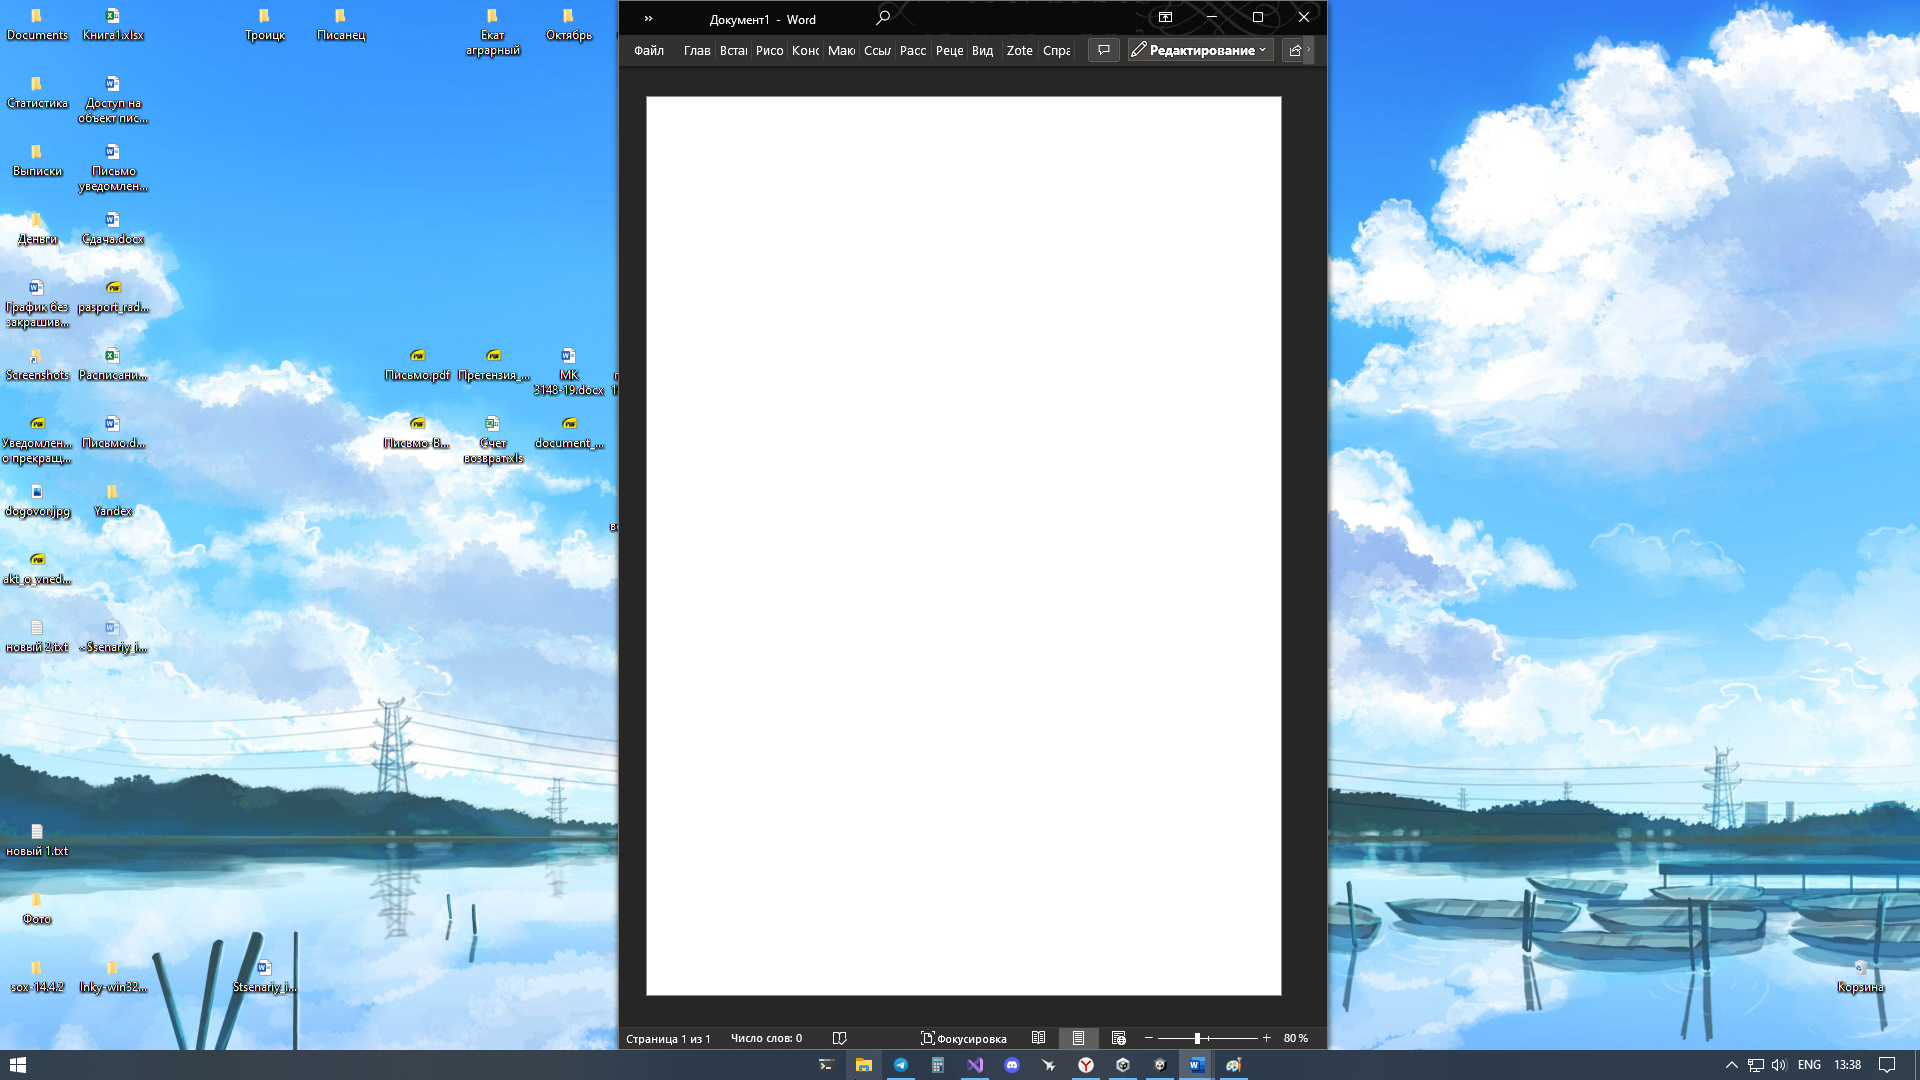 Documents
Книга1.xlsx
Троицк
Писанец
Екат
аграрный
Октябрь
Статистика
Доступ на
объект пис...
Выписки
Письмо
уведомлен...
Деньги
Сдача.docx
График без
закрашив...
pasport_rad...
Screenshots
Расписани...
Письмо.pdf
Претензия_...
МК
3148-19.docx
Уведомлен...
о прекращ...
Письмо.d...
Письмо-В...
Счет
возврат.xls
document_...
dogovor.jpg
Yandex
akt_o_vned...
новый 2.txt
~$senariy_i...
новый 1.txt
Фото
sox-14.4.2
Inky-win32...
Stsenariy_i...
Документ1 - Word
Файл
Глав
Встав
Рисо
Конс
Маке
Ссыл
Расс
Реце
Вид
Zote
Спра
Редактирование
Страница 1 из 1
Число слов: 0
Фокусировка
80 %
Корзина
ENG
13:38